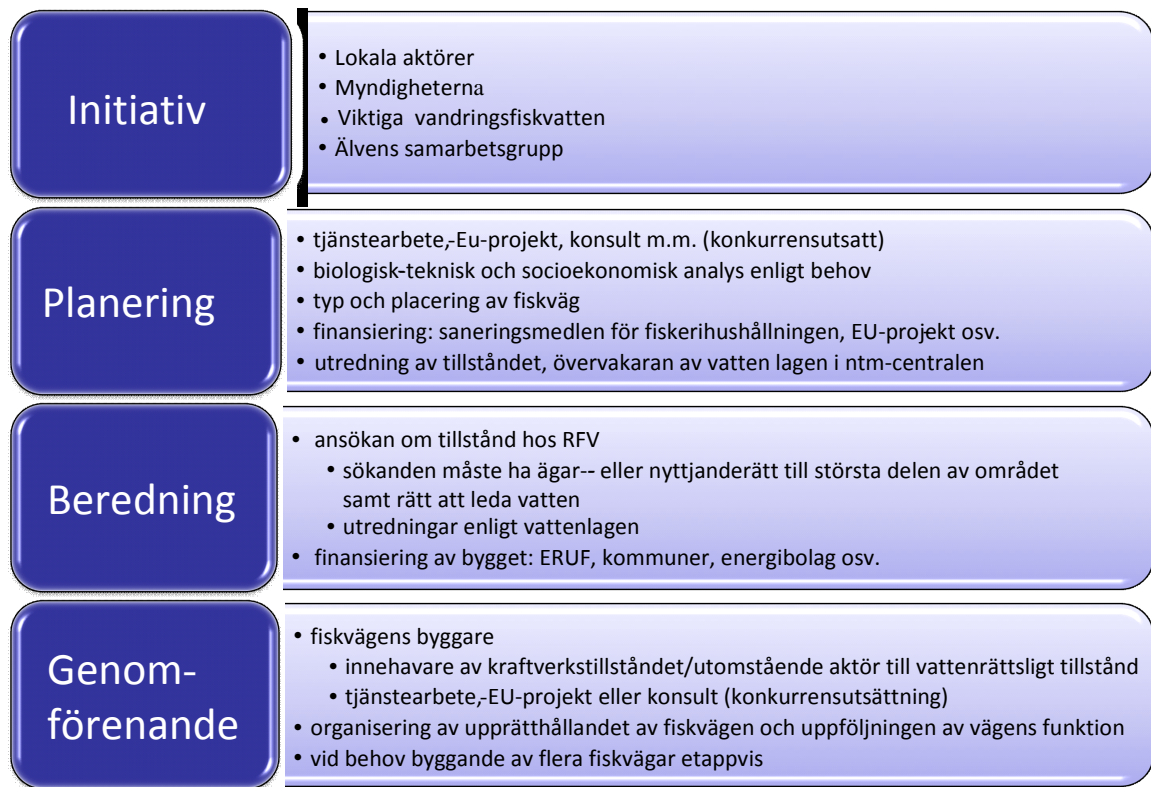 Initiativ
• Lokala aktörer
• Myndigheterna
• Viktiga vandringsfiskvatten
• Älvens samarbetsgrupp
Planering
• tjänstearbete,-Eu-projekt, konsult m.m. (konkurrensutsatt)
• biologisk-teknisk och socioekonomisk analys enligt behov
• typ och placering av fiskväg
• finansiering: saneringsmedlen för fiskerihushållningen, EU-projekt osv.
• utredning av tillståndet, övervakaran av vatten lagen i ntm-centralen
Beredning
• ansökan om tillstånd hos RFV
• sökanden måste ha ägar-- eller nyttjanderätt till största delen av området
samt rätt att leda vatten
• utredningar enligt vattenlagen
• finansiering av bygget: ERUF, kommuner, energibolag osv.
Genom-
förenande
• fiskvägens byggare
• innehavare av kraftverkstillståndet/utomstående aktör till vattenrättsligt tillstånd
• tjänstearbete,-EU-projekt eller konsult (konkurrensutsättning)
• organisering av upprätthållandet av fiskvägen och uppföljningen av vägens funktion
• vid behov byggande av flera fiskvägar etappvis